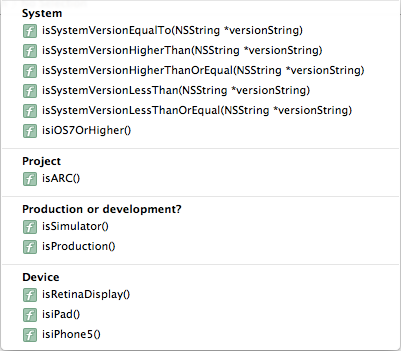 System
f isSystemVersionEqualTo(NSString *versionString)
f isSystemVersionHigherThan(NSString *versionString)
f isSystemVersionHigherThanOrEqual(NSString *versionString)
f isSystemVersionLessThan(NSString *versionString)
f isSystemVersionLessThanOrEqual(NSString *versionString)
f isiOS7OrHigher()
Project
f isARC()
Production or development?
f isSimulator()
f isProduction()
Device
f isRetinaDisplay()
f isiPad()
f isiPhone5()